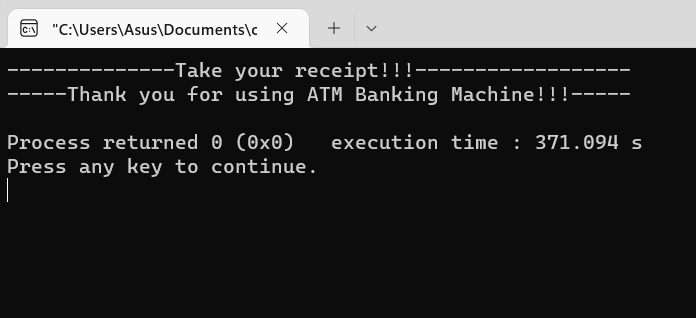 "C:\Users\Asus\Documents\c
--------------Take your receipt!!!------------------
-----Thank you for using ATM Banking Machine!!!-----
Process returned 0 (0x0)   execution time : 371.094 s
Press any key to continue.